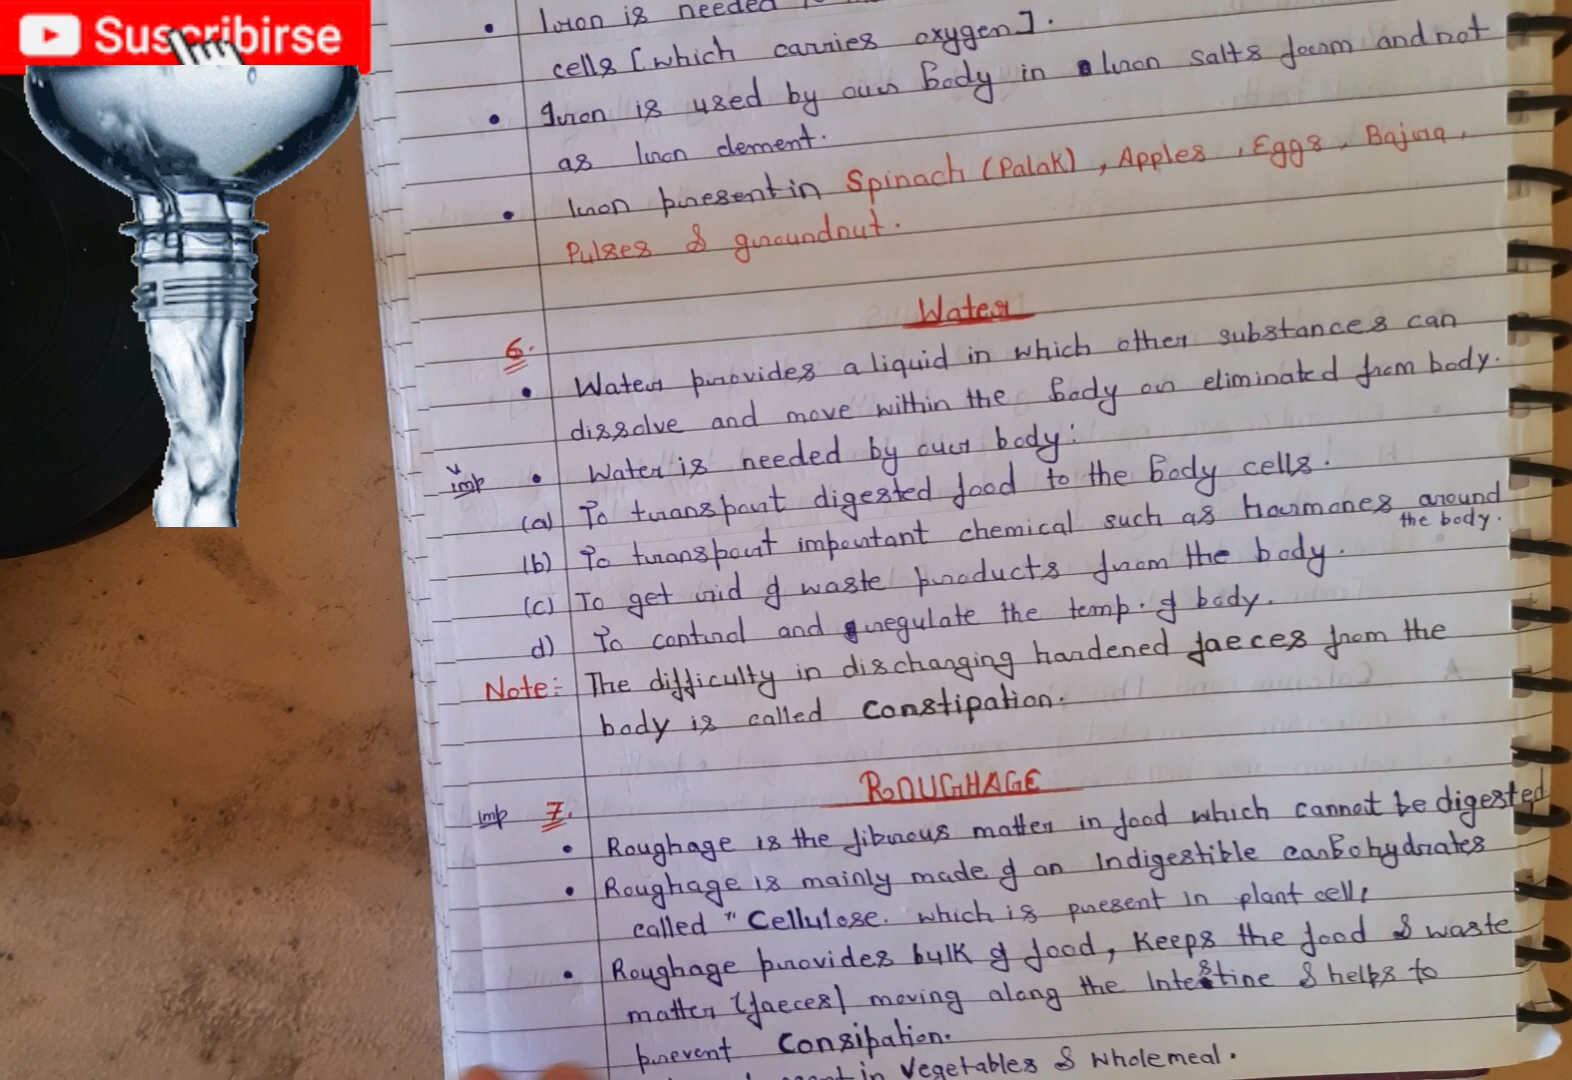 Suscribirse
• Iron is needed
cells [which carries oxygen].
• Iron is used by our body in Iron salts form and not
as Iron element.
• Iron present in Spinach (Palak), Apples, Eggs, Bajra,
Pulses & groundnut.
6. Water
• Water provides a liquid in which other substances can
dissolve and move within the body or eliminated from body.
imp • Water is needed by our body:
(a) To transport digested food to the body cells.
(b) To transport important chemical such as hormones around
the body.
(c) To get rid of waste products from the body.
d) To control and regulate the temp. of body.
Note:- The difficulty in discharging hardened faeces from the
body is called Constipation.
imp 7. ROUGHAGE
• Roughage is the fibrous matter in food which cannot be digested
• Roughage is mainly made of an Indigestible carbohydrates
called "Cellulose. which is present in plant cell
• Roughage provides bulk of food, Keeps the food & waste
matter (faeces) moving along the Intestine & helps to
prevent Consipation.
in Vegetables & Whole meal.